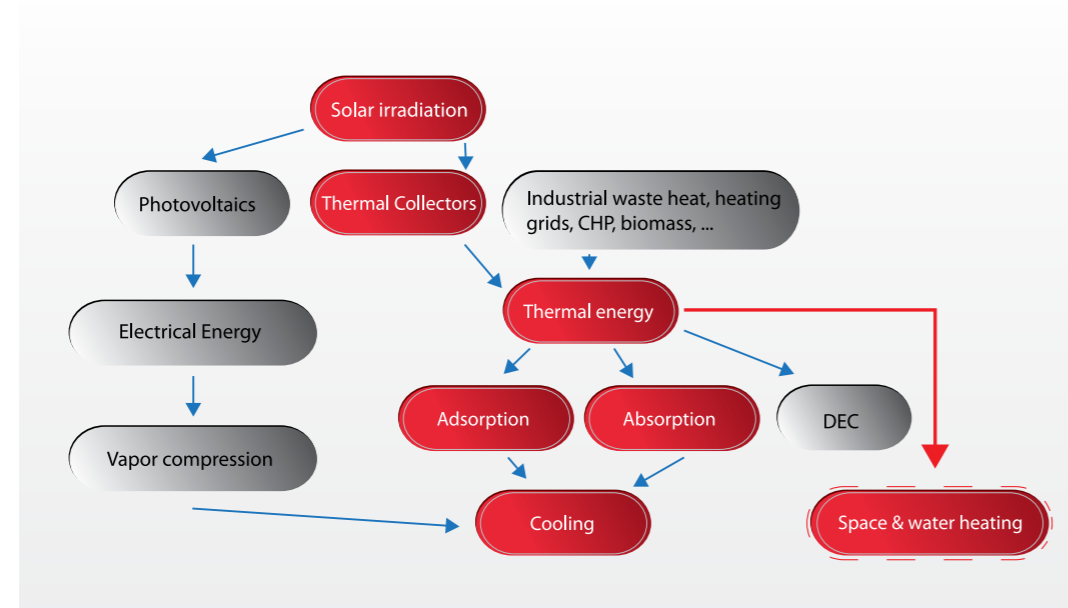 Solar irradiation
Photovoltaics
Thermal Collectors
Industrial waste heat, heating
grids, CHP, biomass, ...
Thermal energy
Electrical Energy
Adsorption
Absorption
DEC
Vapor compression
Cooling
Space & water heating